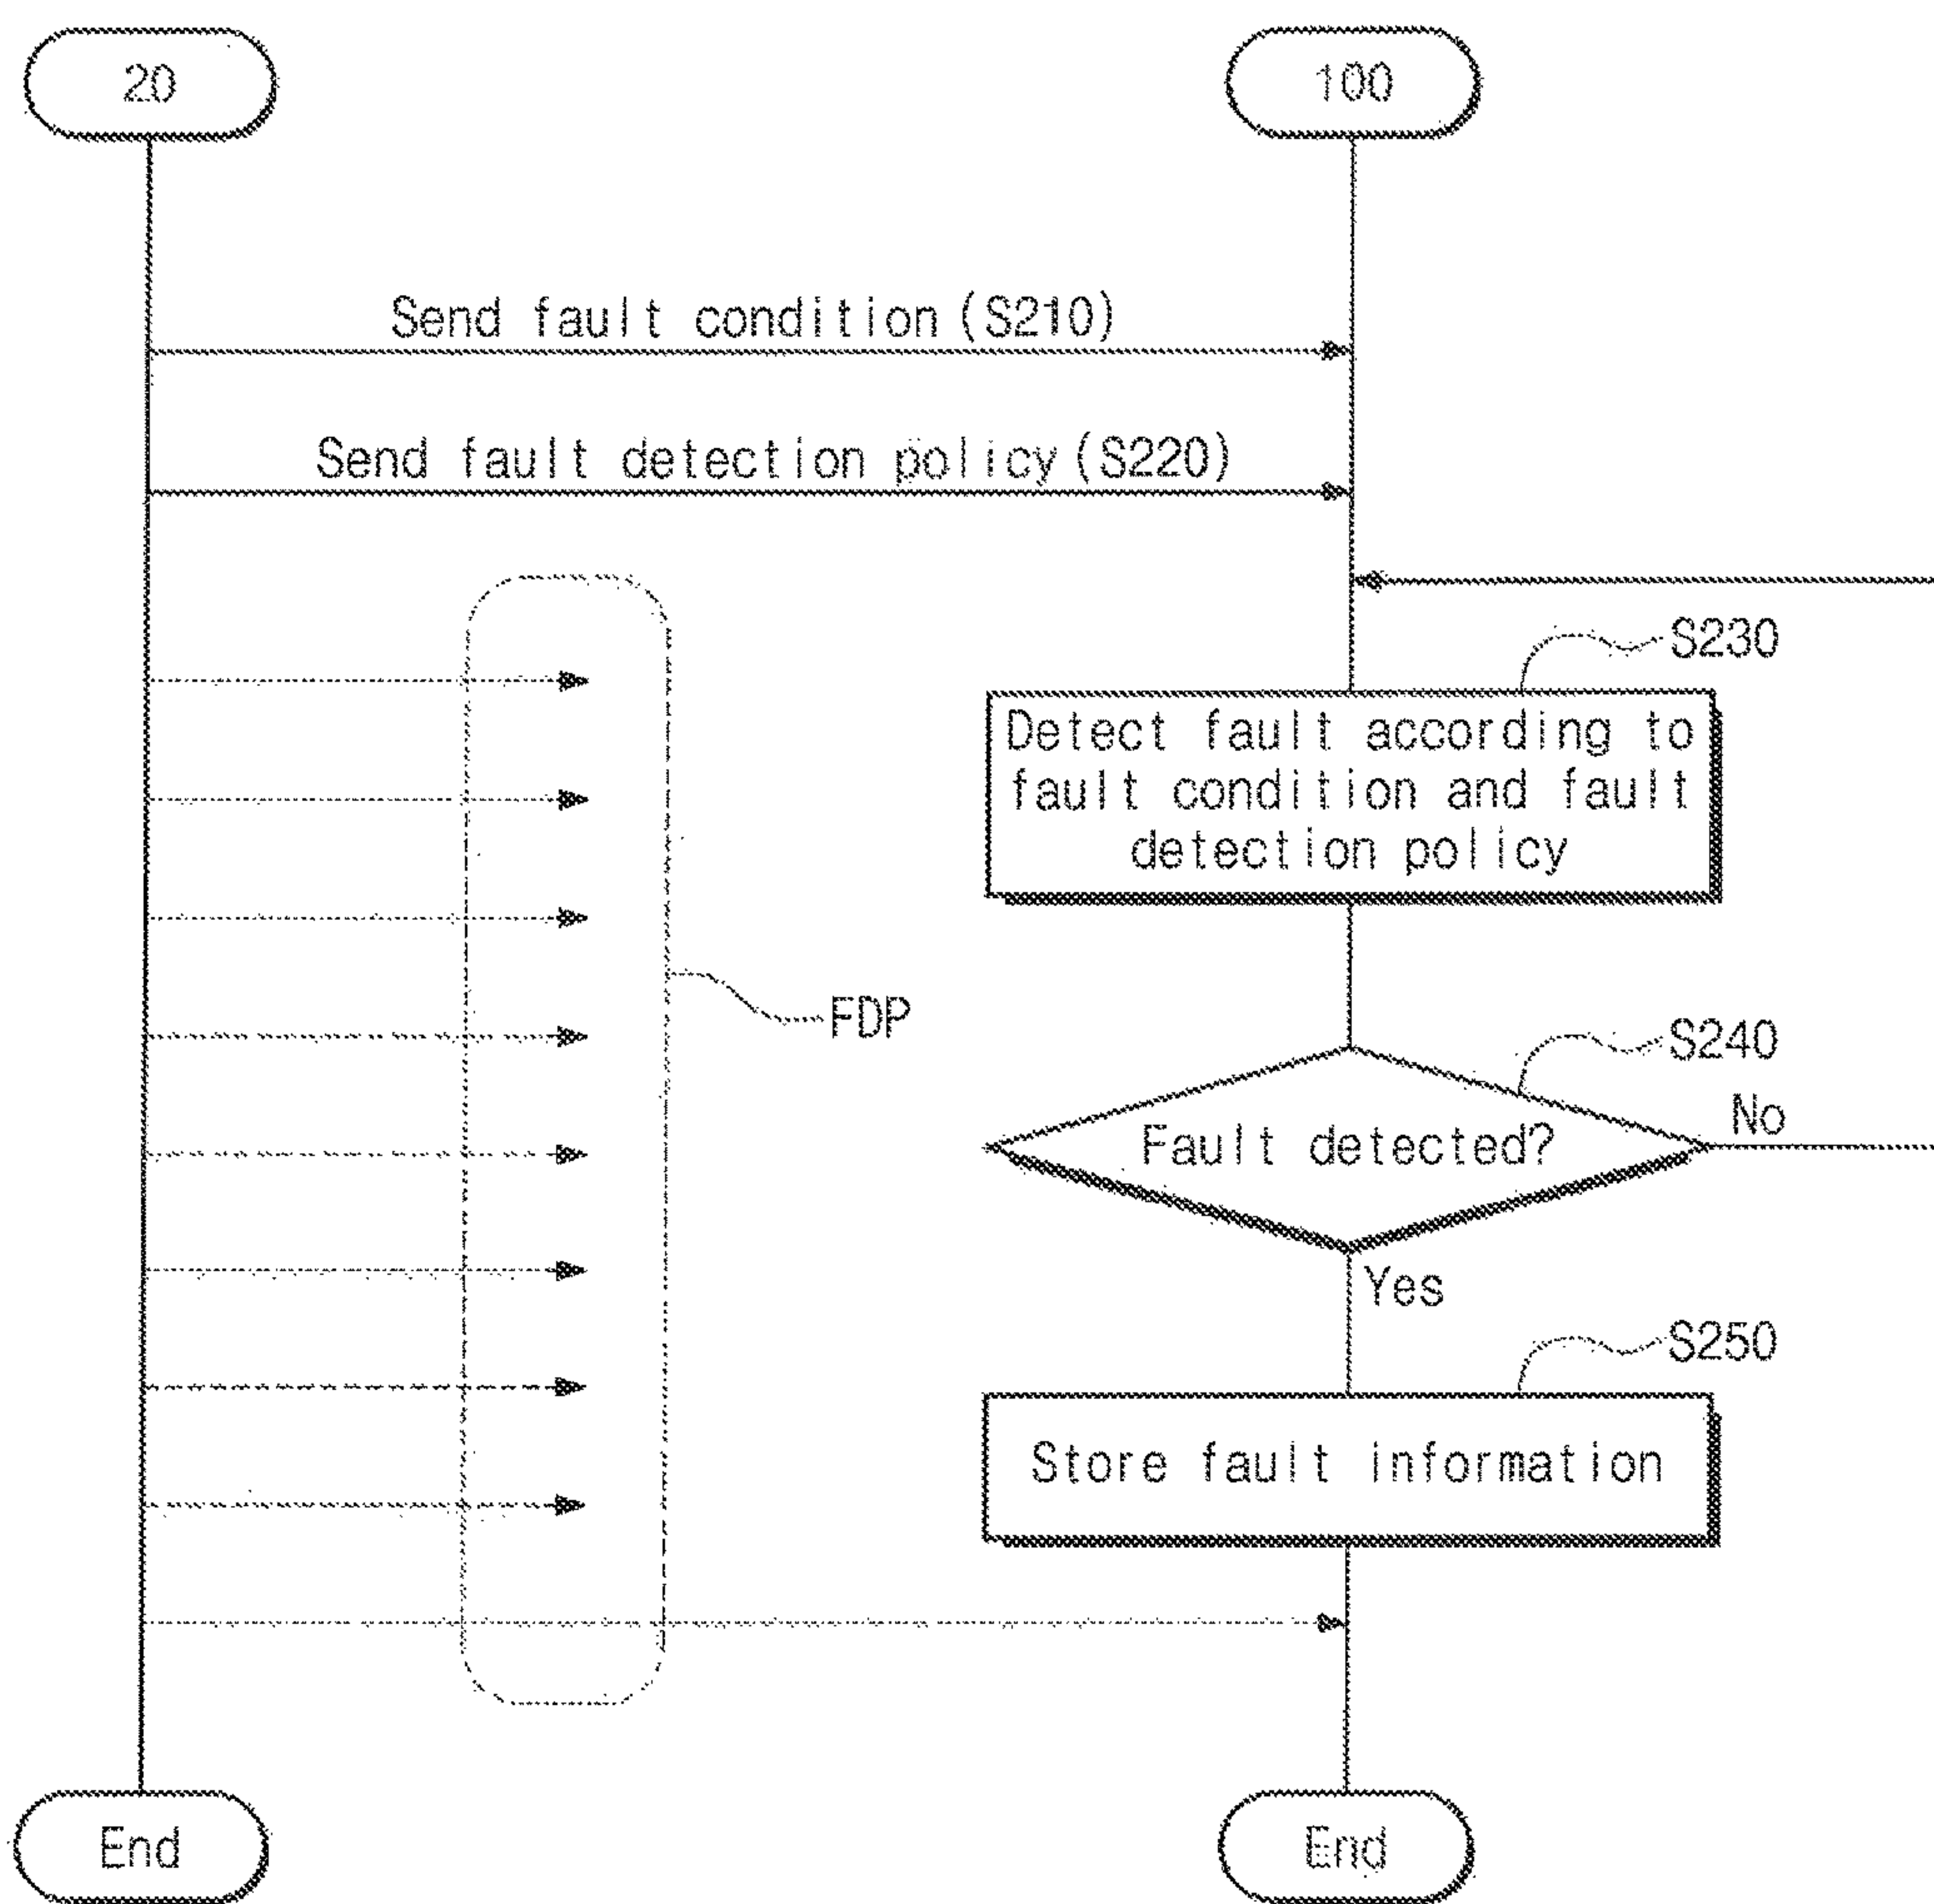 20
100
Send fault condition (S210)
Send fault detection policy (S220)
S230
Detect fault according to
fault condition and fault
detection policy
FDP
S240
Fault detected?
No
Yes
S250
Store fault information
End
End